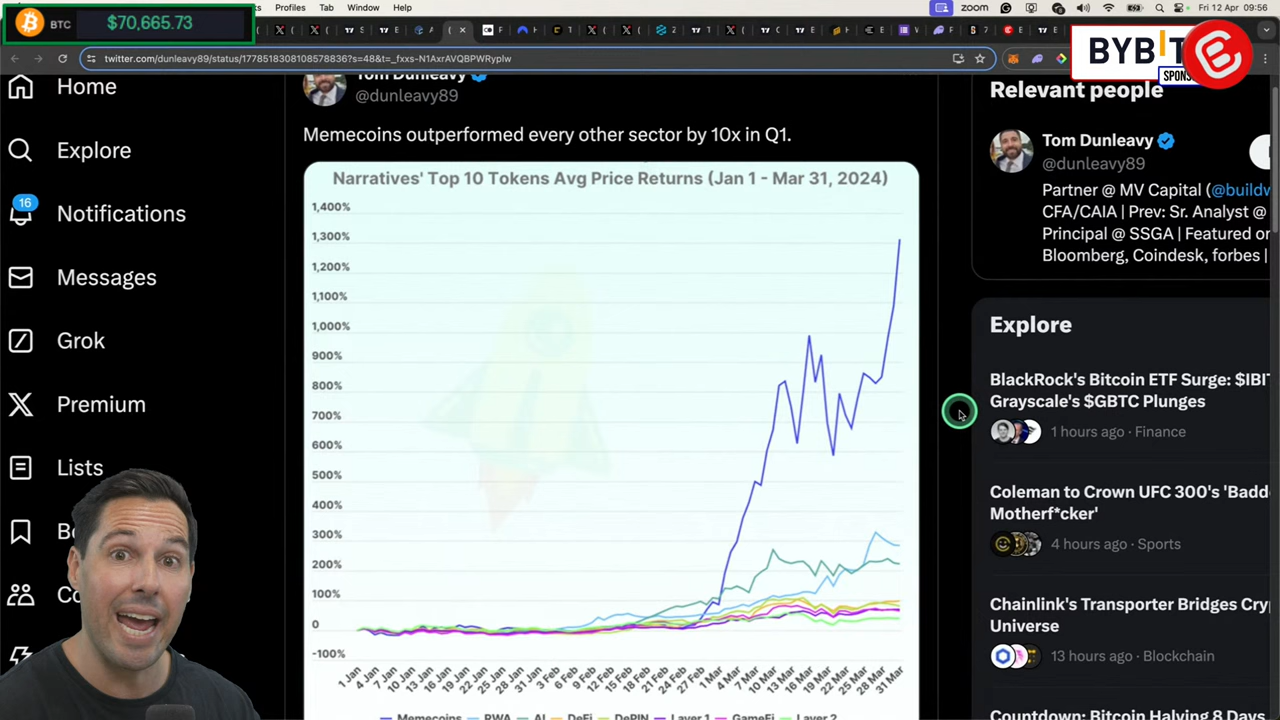 BTC $70,665.73
Profiles Tab Window Help
zoom Fri 12 Apr 09:56
twitter.com/dunleavy89/status/1778518308108578836?s=48&t=_fxxs-N1AxrAVQBPWRyplw
BYBIT
SPONS
Home
Explore
16
Notifications
Messages
Grok
Premium
Lists
Tom Dunleavy
@dunleavy89
Memecoins outperformed every other sector by 10x in Q1.
Narratives' Top 10 Tokens Avg Price Returns (Jan 1 - Mar 31, 2024)
1,400%
1,300%
1,200%
1,100%
1,000%
900%
800%
700%
600%
500%
400%
300%
200%
100%
0
-100%
1 Jan 4 Jan 7 Jan 10 Jan 13 Jan 16 Jan 19 Jan 22 Jan 25 Jan 28 Jan 31 Jan 3 Feb 6 Feb 9 Feb 12 Feb 15 Feb 18 Feb 21 Feb 24 Feb 27 Feb 1 Mar 4 Mar 7 Mar 10 Mar 13 Mar 16 Mar 19 Mar 22 Mar 25 Mar 28 Mar 31 Mar
Memecoins RWA AI DeFi DePIN Layer 1 GameFi Layer 2
Relevant people
Tom Dunleavy
@dunleavy89
Partner @ MV Capital (@buildw
CFA/CAIA | Prev: Sr. Analyst @
Principal @ SSGA | Featured on
Bloomberg, Coindesk, forbes |
Explore
BlackRock's Bitcoin ETF Surge: $IBIT
Grayscale's $GBTC Plunges
1 hours ago · Finance
Coleman to Crown UFC 300's 'Badd
Motherf*cker'
4 hours ago · Sports
Chainlink's Transporter Bridges Cry
Universe
13 hours ago · Blockchain
Countdown: Bitcoin Halving 8 Days